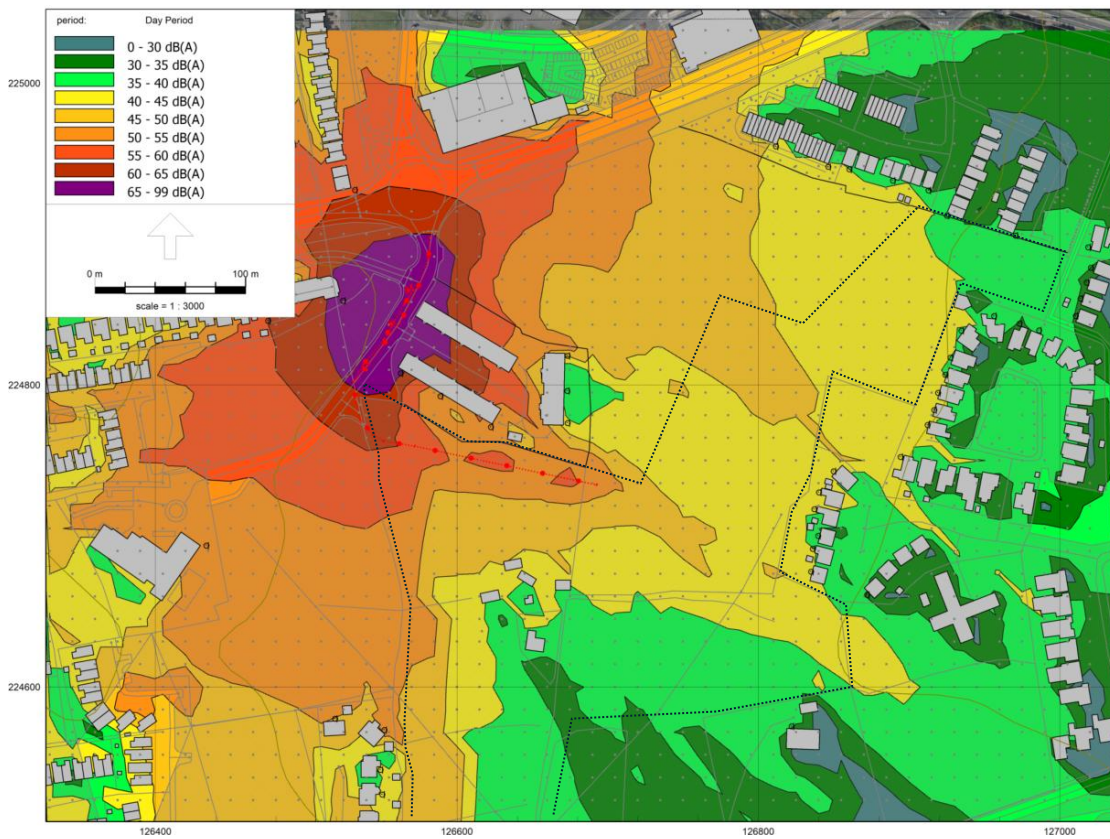 period: Day Period
0 - 30 dB(A)
30 - 35 dB(A)
35 - 40 dB(A)
40 - 45 dB(A)
45 - 50 dB(A)
50 - 55 dB(A)
55 - 60 dB(A)
60 - 65 dB(A)
65 - 99 dB(A)
0 m 100 m
scale = 1 : 3000
225000
224800
224600
126400 126600 126800 127000